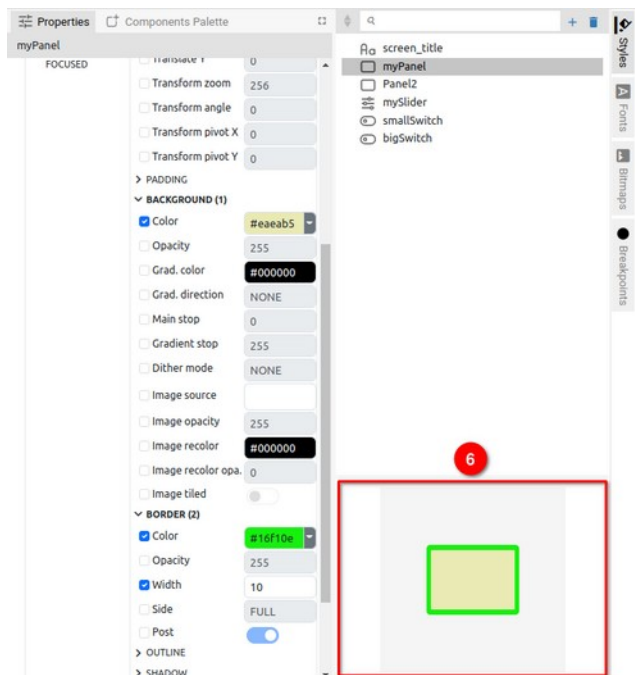 Properties
Components Palette
myPanel
FOCUSED
Translate Y 0
Transform zoom 256
Transform angle 0
Transform pivot X 0
Transform pivot Y 0
PADDING
BACKGROUND (1)
Color #eaeab5
Opacity 255
Grad. color #000000
Grad. direction NONE
Main stop 0
Gradient stop 255
Dither mode NONE
Image source
Image opacity 255
Image recolor #000000
Image recolor opa. 0
Image tiled
BORDER (2)
Color #16f10e
Opacity 255
Width 10
Side FULL
Post
OUTLINE
SHADOW
Aa screen_title
myPanel
Panel2
mySlider
smallSwitch
bigSwitch
6
Styles
A Fonts
Bitmaps
Breakpoints